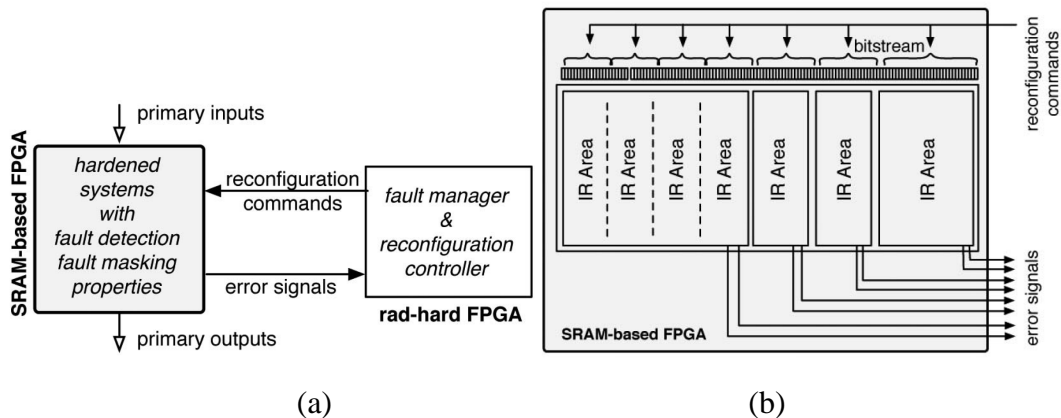 primary inputs
SRAM-based FPGA
hardened
systems
with
fault detection
fault masking
properties
reconfiguration
commands
error signals
fault manager
&
reconfiguration
controller
rad-hard FPGA
primary outputs
(a)
bitstream
reconfiguration
commands
IR Area
IR Area
IR Area
IR Area
IR Area
IR Area
IR Area
error signals
SRAM-based FPGA
(b)